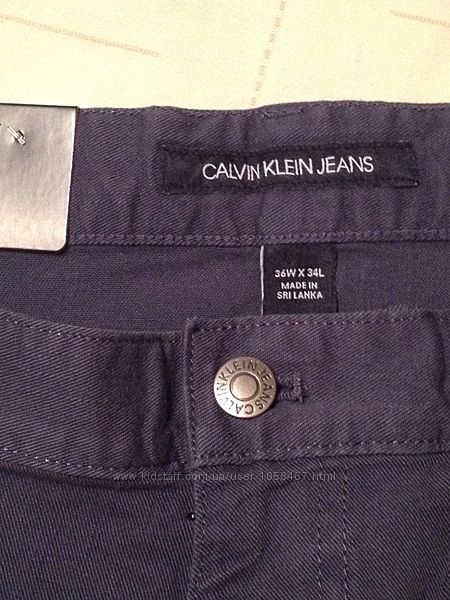 CALVIN KLEIN JEANS
36W X 34L
MADE IN
SRI LANKA
CALVIN KLEIN JEANS
www.kidstaff.com.ua/user-1058467.html